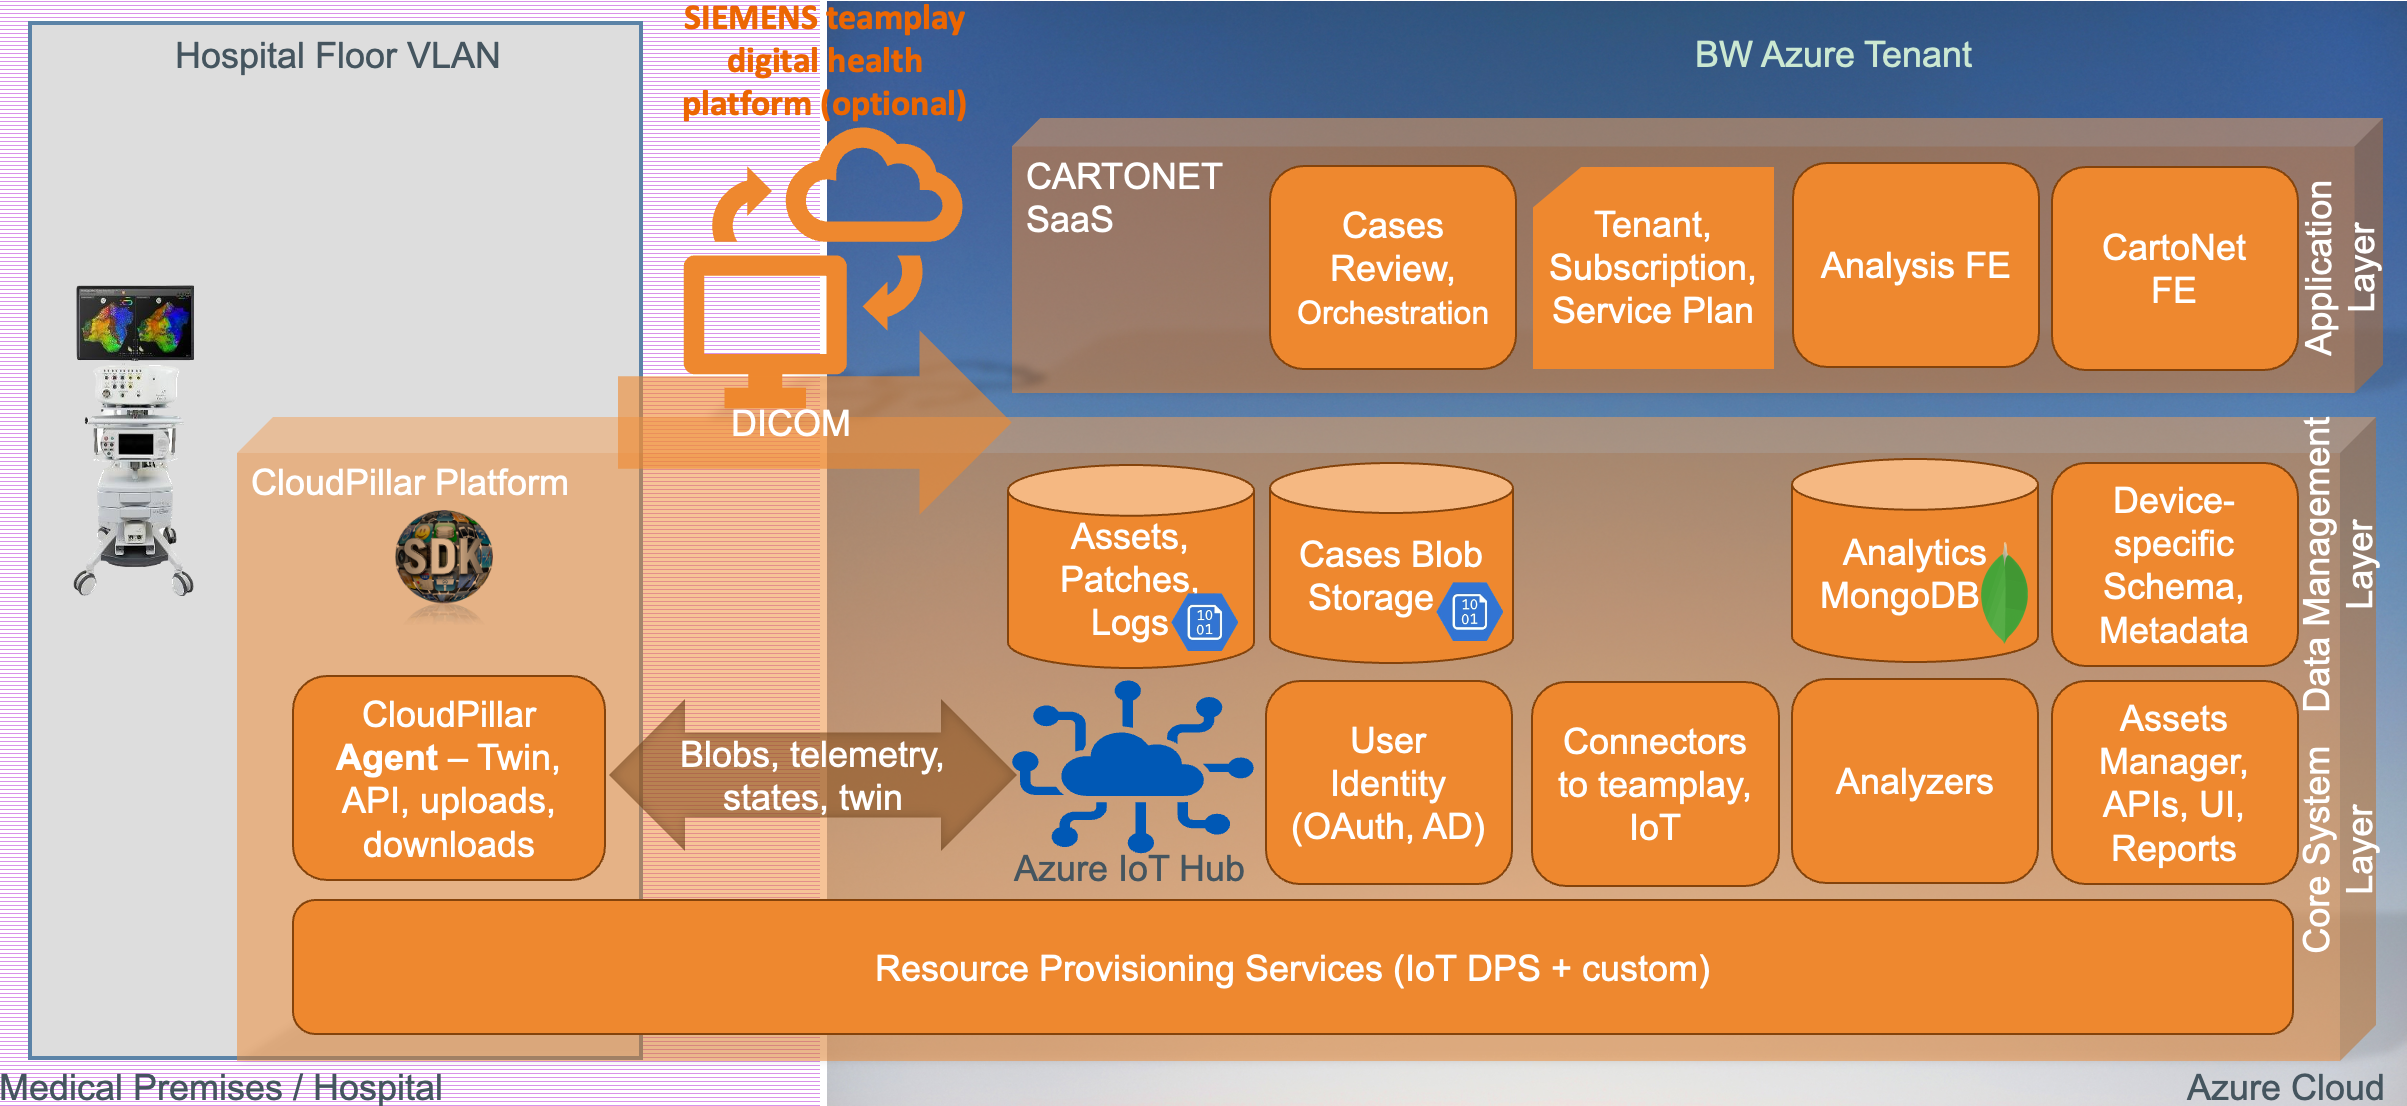 SIEMENS teamplay
digital health
platform (optional)
Hospital Floor VLAN
BW Azure Tenant
CARTONET
SaaS
Cases
Review,
Orchestration
Tenant,
Subscription,
Service Plan
Analysis FE
CartoNet
FE
Application
Layer
DICOM
CloudPillar Platform
SDK
Assets,
Patches,
Logs
10
01
Cases Blob
Storage
10
01
Analytics
MongoDB
Device-
specific
Schema,
Metadata
Data Management
Layer
CloudPillar
Agent – Twin,
API, uploads,
downloads
Blobs, telemetry,
states, twin
Azure IoT Hub
User
Identity
(OAuth, AD)
Connectors
to teamplay,
IoT
Analyzers
Assets
Manager,
APIs, UI,
Reports
Core System
Layer
Resource Provisioning Services (IoT DPS + custom)
Medical Premises / Hospital
Azure Cloud